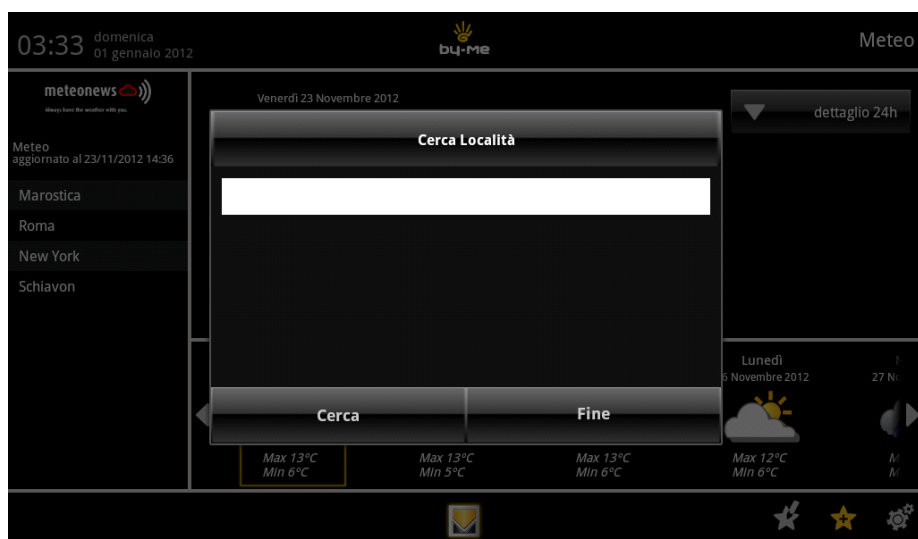 03:33 domenica
01 gennaio 2012
by-me
Meteo
meteonews
Always have the weather with you.
Meteo
aggiornato al 23/11/2012 14:36
Marostica
Roma
New York
Schiavon
Venerdì 23 Novembre 2012
dettaglio 24h
Cerca Località
Cerca
Fine
Lunedì
6 Novembre 2012
27 No
Max 13°C
Min 6°C
Max 13°C
Min 5°C
Max 13°C
Min 6°C
Max 12°C
Min 6°C
M
M